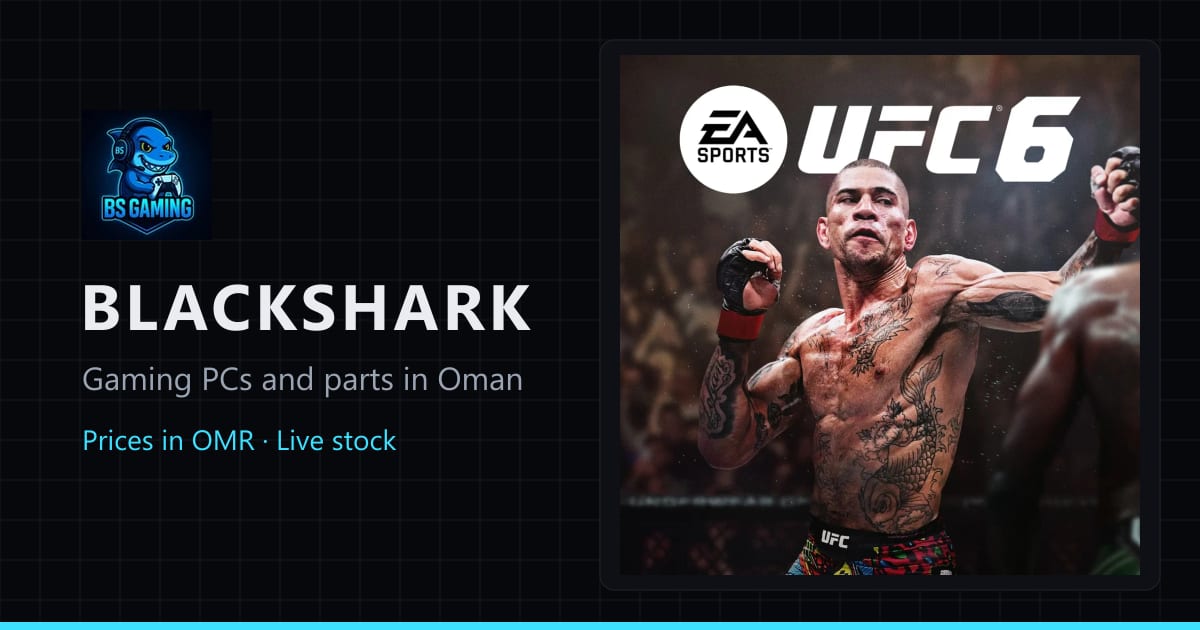 BS
BS GAMING
BLACKSHARK
Gaming PCs and parts in Oman
Prices in OMR · Live stock
EA
SPORTS™
UFC® 6
UFC